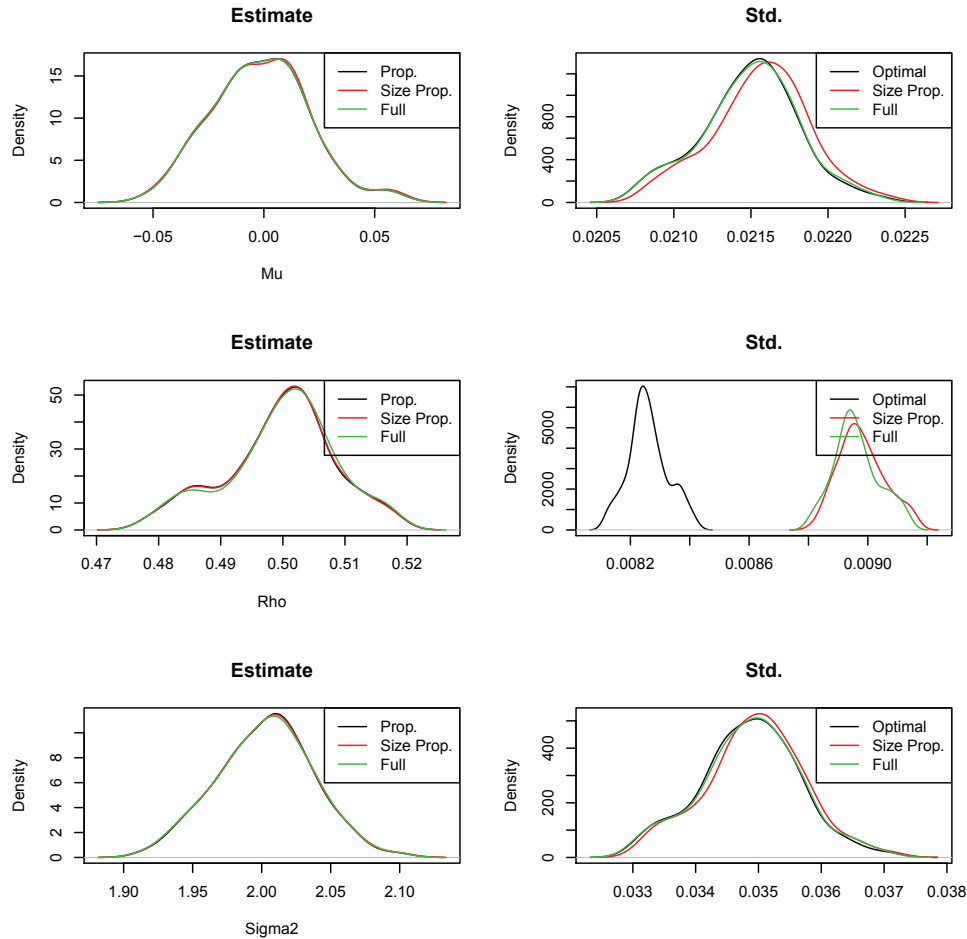 Estimate
Density
0 5 10 15
−0.05 0.00 0.05
Mu
Prop.
Size Prop.
Full
Std.
Density
0 400 800
0.0205 0.0210 0.0215 0.0220 0.0225
Optimal
Size Prop.
Full
Estimate
Density
0 10 30 50
0.47 0.48 0.49 0.50 0.51 0.52
Rho
Prop.
Size Prop.
Full
Std.
Density
0 2000 5000
0.0082 0.0086 0.0090
Optimal
Size Prop.
Full
Estimate
Density
0 2 4 6 8
1.90 1.95 2.00 2.05 2.10
Sigma2
Prop.
Size Prop.
Full
Std.
Density
0 200 400
0.033 0.034 0.035 0.036 0.037 0.038
Optimal
Size Prop.
Full